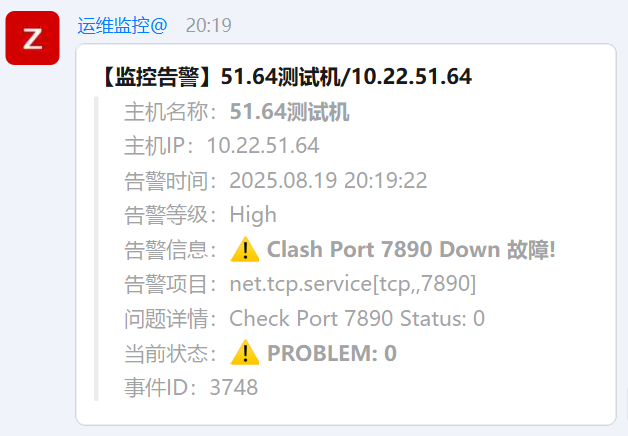 Z
运维监控@ 20:19
【监控告警】51.64测试机/10.22.51.64
主机名称：51.64测试机
主机IP：10.22.51.64
告警时间：2025.08.19 20:19:22
告警等级：High
告警信息：⚠️ Clash Port 7890 Down 故障!
告警项目：net.tcp.service[tcp,,7890]
问题详情：Check Port 7890 Status: 0
当前状态：⚠️ PROBLEM: 0
事件ID：3748